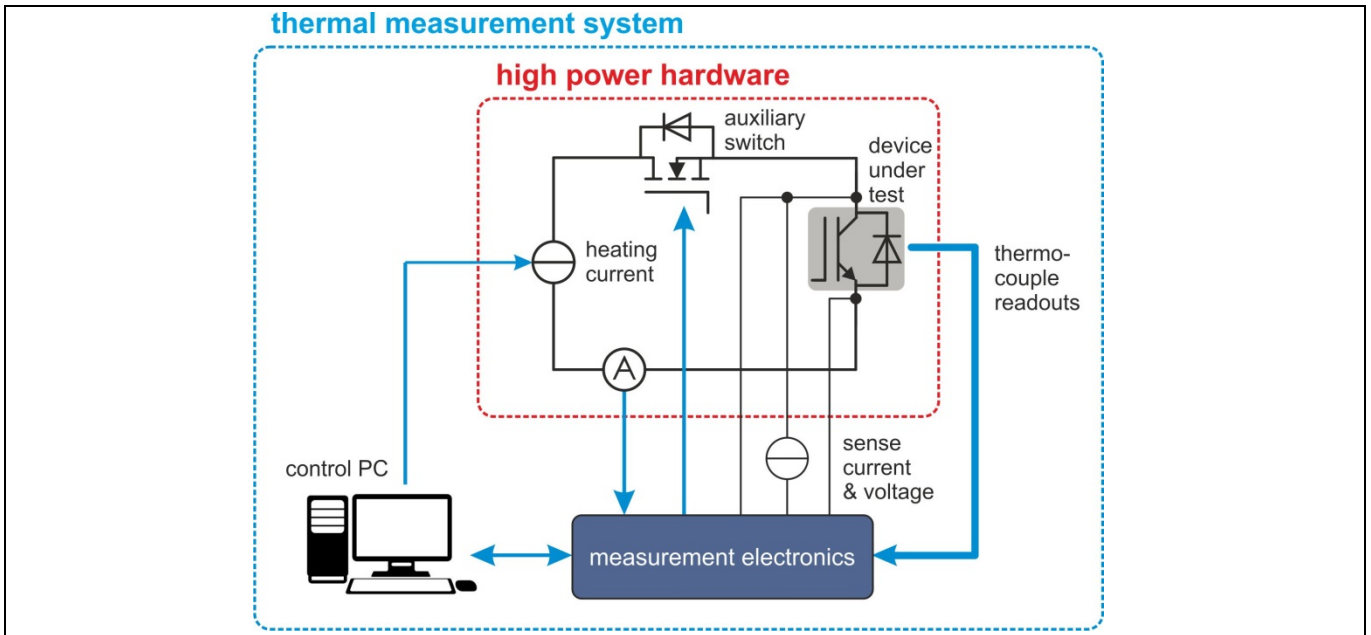 thermal measurement system
high power hardware
auxiliary
switch
device
under
test
heating
current
thermo-
couple
readouts
A
sense
current
& voltage
control PC
measurement electronics